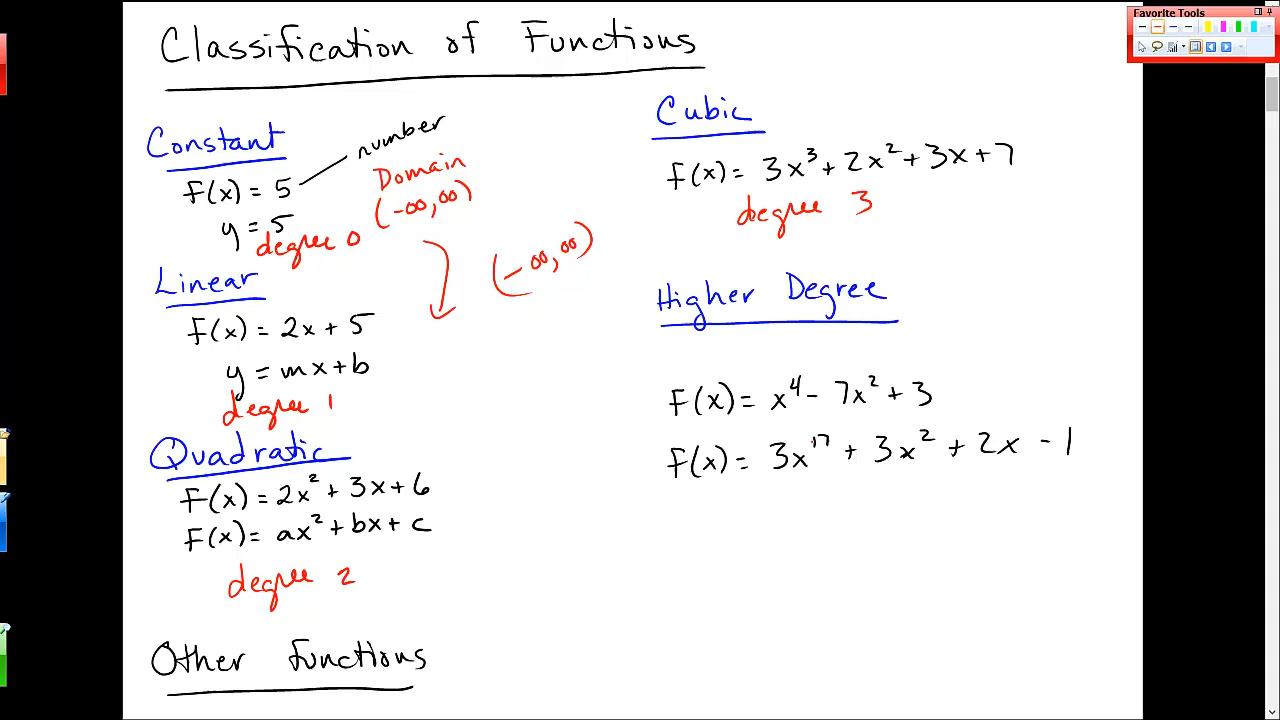 Favorite Tools
Classification of Functions
Constant
f(x) = 5 number
y = 5
degree 0
Domain
(-∞, ∞)
(-∞, ∞)
Linear
f(x) = 2x + 5
y = mx + b
degree 1
Quadratic
f(x) = 2x² + 3x + 6
f(x) = ax² + bx + c
degree 2
Other functions
Cubic
f(x) = 3x³ + 2x² + 3x + 7
degree 3
Higher Degree
f(x) = x⁴ - 7x² + 3
f(x) = 3x¹⁷ + 3x² + 2x - 1